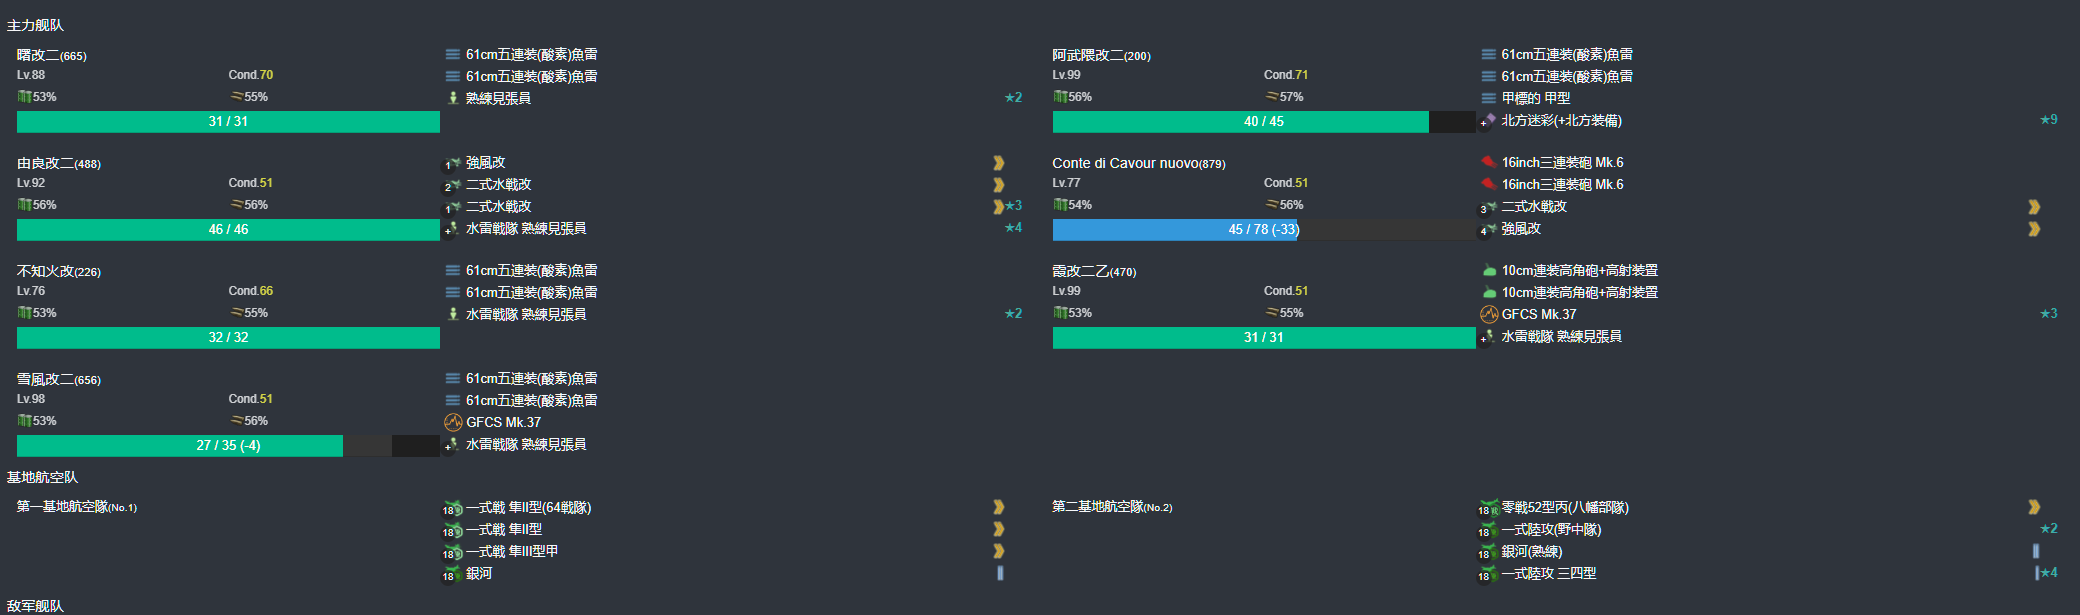 主力舰队
曙改二(665)
Lv.88 Cond.70
53% 55%
31 / 31
61cm五連装(酸素)魚雷
61cm五連装(酸素)魚雷
熟練見張員 ★2
阿武隈改二(200)
Lv.99 Cond.71
56% 57%
40 / 45
61cm五連装(酸素)魚雷
61cm五連装(酸素)魚雷
甲標的 甲型
+ 北方迷彩(+北方装備) ★9
由良改二(488)
Lv.92 Cond.51
56% 56%
46 / 46
1 強風改
2 二式水戦改
1 二式水戦改 ★3
+ 水雷戦隊 熟練見張員 ★4
Conte di Cavour nuovo(879)
Lv.77 Cond.51
54% 56%
45 / 78 (-33)
16inch三連装砲 Mk.6
16inch三連装砲 Mk.6
3 二式水戦改
4 強風改
不知火改(226)
Lv.76 Cond.66
53% 55%
32 / 32
61cm五連装(酸素)魚雷
61cm五連装(酸素)魚雷
水雷戦隊 熟練見張員 ★2
霞改二乙(470)
Lv.99 Cond.51
53% 55%
31 / 31
10cm連装高角砲+高射装置
10cm連装高角砲+高射装置
GFCS Mk.37 ★3
+ 水雷戦隊 熟練見張員
雪風改二(656)
Lv.98 Cond.51
53% 56%
27 / 35 (-4)
61cm五連装(酸素)魚雷
61cm五連装(酸素)魚雷
GFCS Mk.37
+ 水雷戦隊 熟練見張員
基地航空队
第一基地航空隊(No.1)
18 一式戦 隼II型(64戦隊)
18 一式戦 隼II型
18 一式戦 隼III型甲
18 銀河
第二基地航空隊(No.2)
18 零戦52型丙(八幡部隊)
18 一式陸攻(野中隊) ★2
18 銀河(熟練)
18 一式陸攻 三四型 ★4
敌军舰队